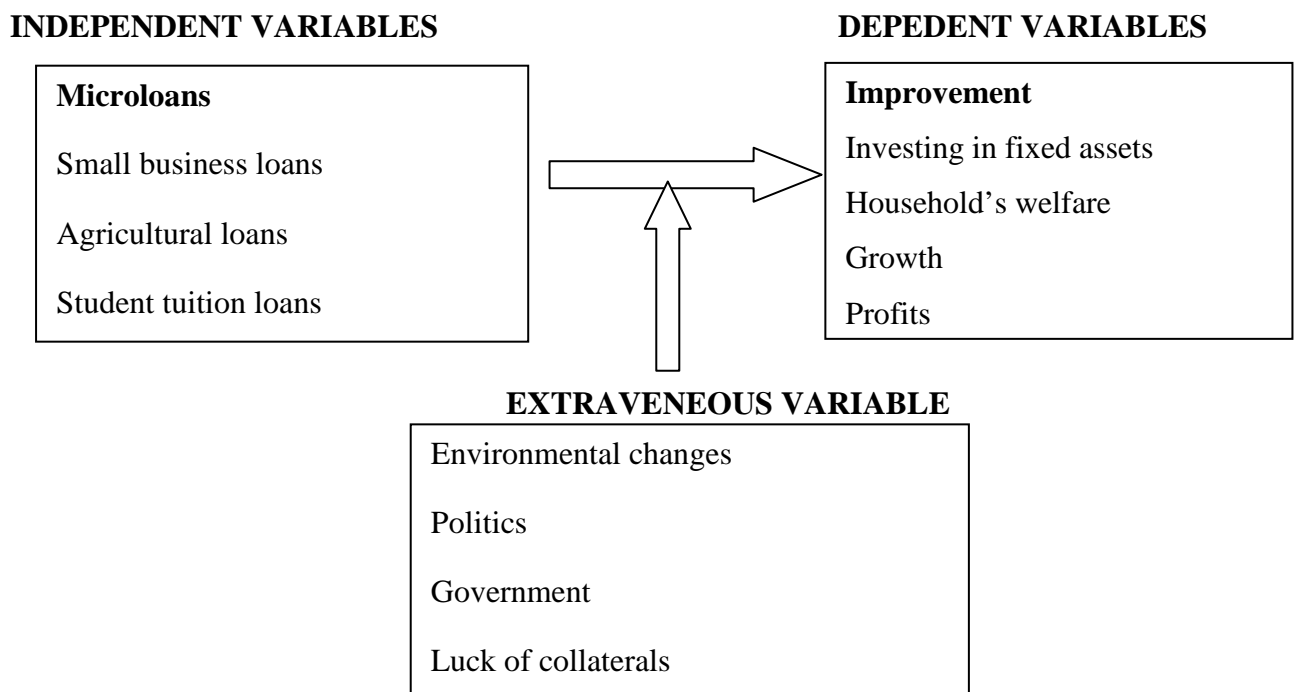 INDEPENDENT VARIABLES
Microloans
Small business loans
Agricultural loans
Student tuition loans
DEPEDENT VARIABLES
Improvement
Investing in fixed assets
Household’s welfare
Growth
Profits
EXTRAVENEOUS VARIABLE
Environmental changes
Politics
Government
Luck of collaterals